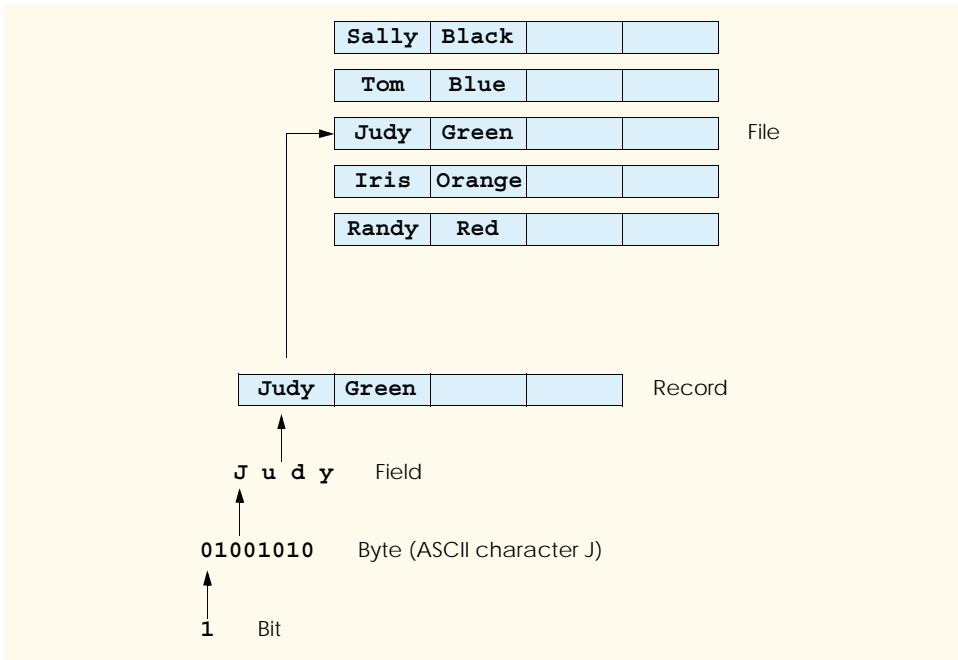 Sally Black
Tom Blue
Judy Green File
Iris Orange
Randy Red
Judy Green Record
J u d y Field
01001010 Byte (ASCII character J)
1 Bit